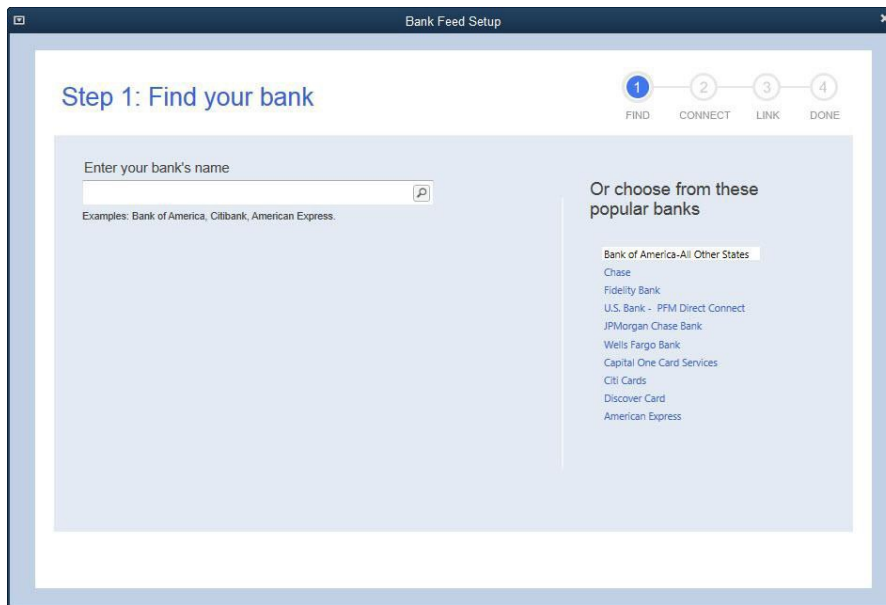 Bank Feed Setup
Step 1: Find your bank
1 2 3 4
FIND CONNECT LINK DONE
Enter your bank's name
Examples: Bank of America, Citibank, American Express.
Or choose from these
popular banks
Bank of America-All Other States
Chase
Fidelity Bank
U.S. Bank - PFM Direct Connect
JPMorgan Chase Bank
Wells Fargo Bank
Capital One Card Services
Citi Cards
Discover Card
American Express